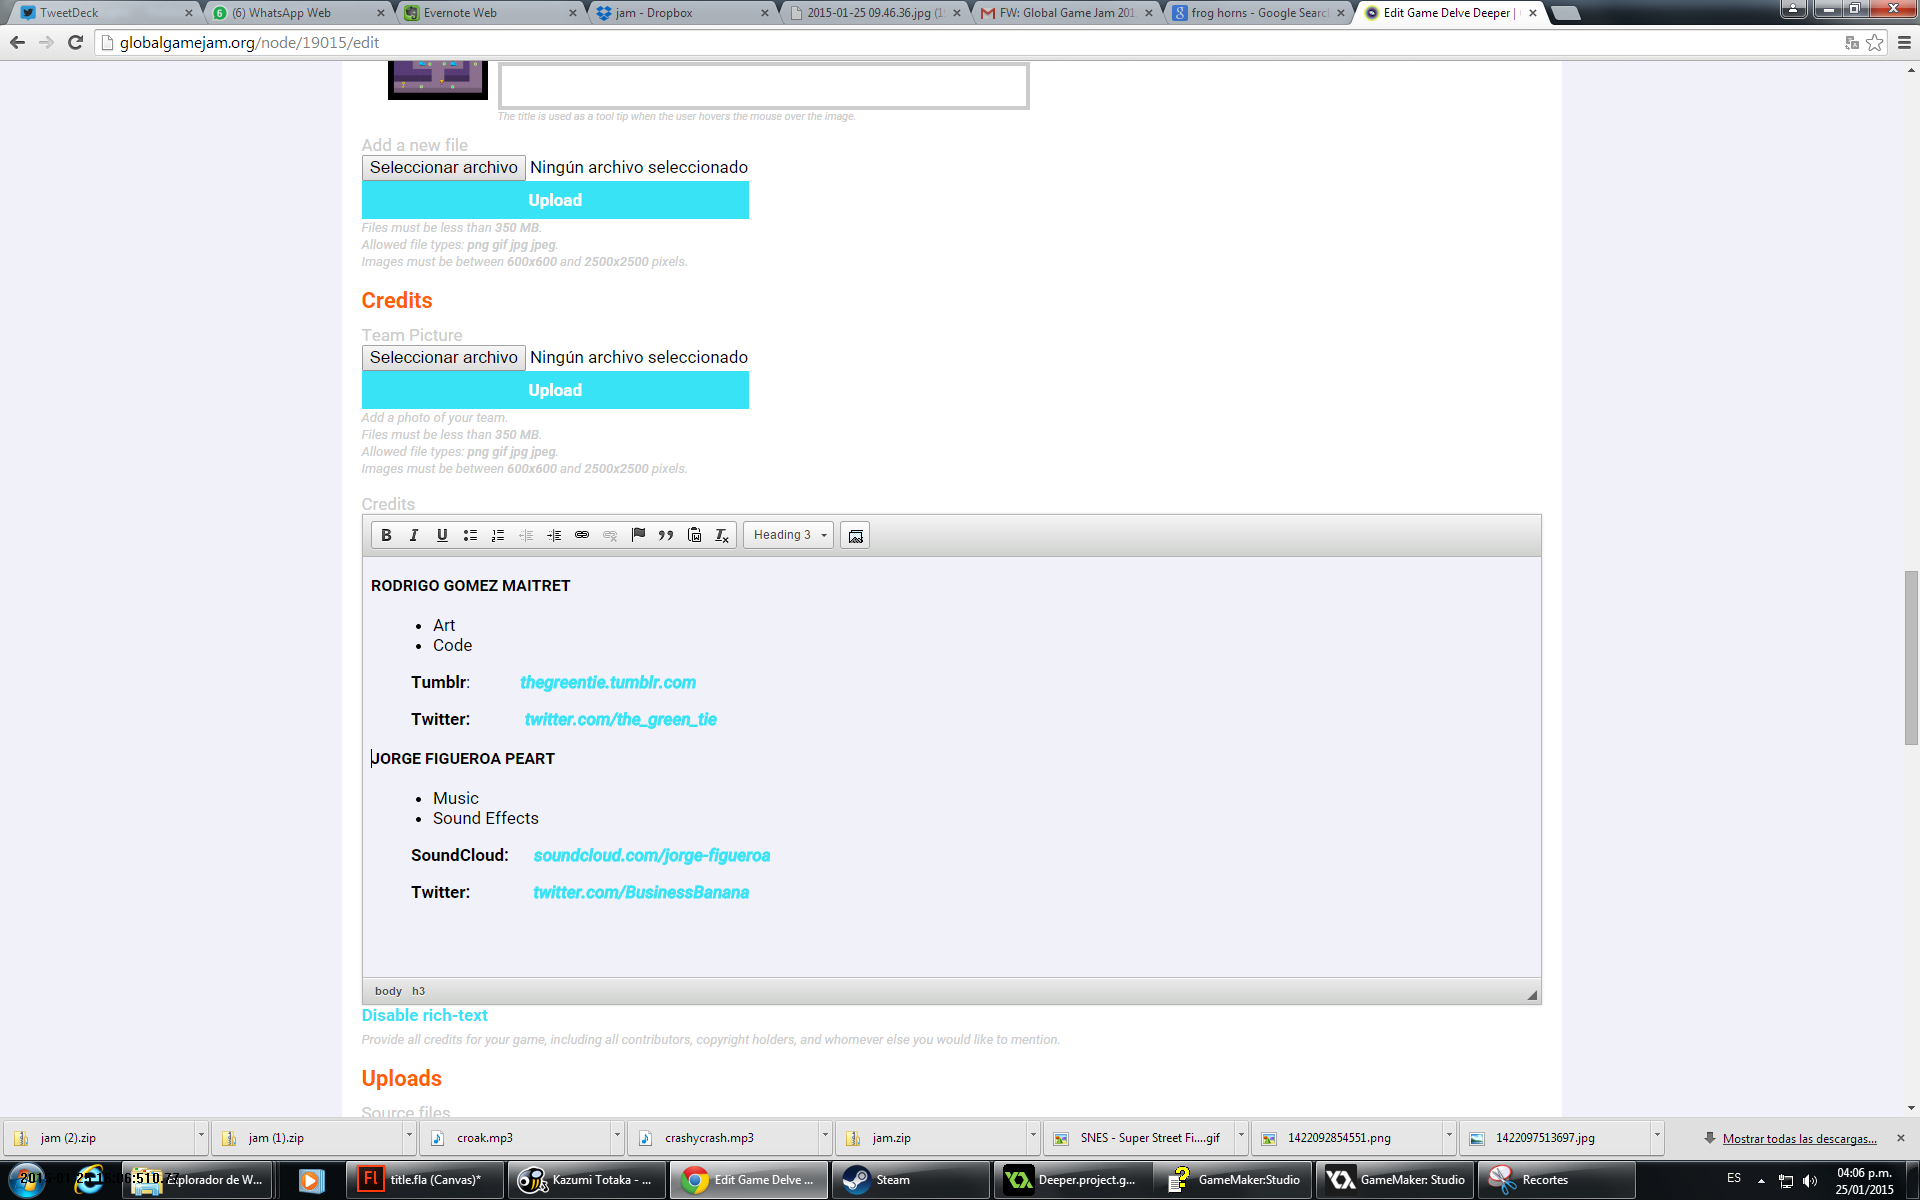 TweetDeck
(6) WhatsApp Web
Evernote Web
jam - Dropbox
2015-01-25 09.46.36.jpg
FW: Global Game Jam 201
frog horns - Google Searc
Edit Game Delve Deeper |
globalgamejam.org/node/19015/edit
The title is used as a tool tip when the user hovers the mouse over the image.
Add a new file
Seleccionar archivo Ningún archivo seleccionado
Upload
Files must be less than 350 MB.
Allowed file types: png gif jpg jpeg.
Images must be between 600x600 and 2500x2500 pixels.
Credits
Team Picture
Seleccionar archivo Ningún archivo seleccionado
Upload
Add a photo of your team.
Files must be less than 350 MB.
Allowed file types: png gif jpg jpeg.
Images must be between 600x600 and 2500x2500 pixels.
Credits
B I U Heading 3
RODRIGO GOMEZ MAITRET
Art
Code
Tumblr: thegreentie.tumblr.com
Twitter: twitter.com/the_green_tie
JORGE FIGUEROA PEART
Music
Sound Effects
SoundCloud: soundcloud.com/jorge-figueroa
Twitter: twitter.com/BusinessBanana
body h3
Disable rich-text
Provide all credits for your game, including all contributors, copyright holders, and whomever else you would like to mention.
Uploads
Source files
jam (2).zip
jam (1).zip
croak.mp3
crashycrash.mp3
jam.zip
SNES - Super Street Fi....gif
1422092854551.png
1422097513697.jpg
Mostrar todas las descargas...
Explorador de W...
title.fla (Canvas)*
Kazumi Totaka - ...
Edit Game Delve ...
Steam
Deeper.project.g...
GameMaker:Studio
GameMaker: Studio
Recortes
ES
04:06 p.m.
25/01/2015